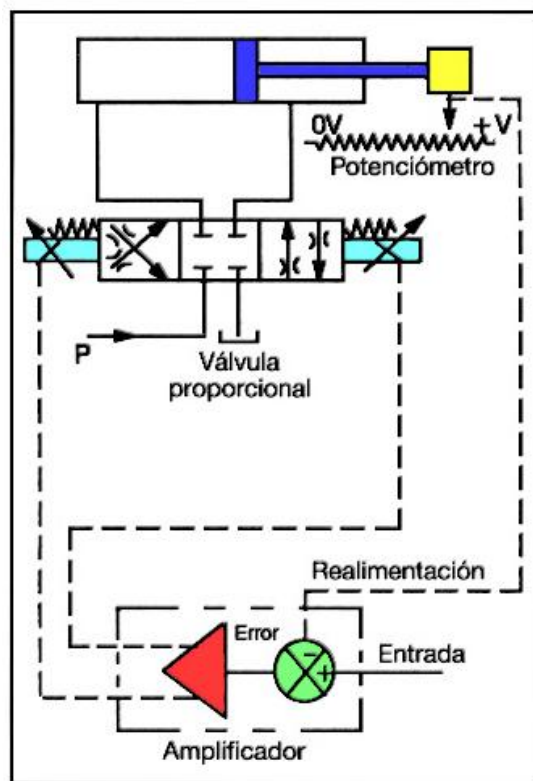 0V +V
Potenciómetro
P
Válvula
proporcional
Realimentación
Error
-
+
Entrada
Amplificador